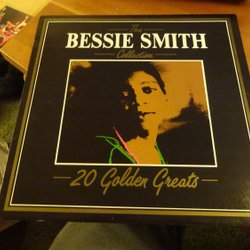 The
BESSIE SMITH
Collection
20 Golden Greats